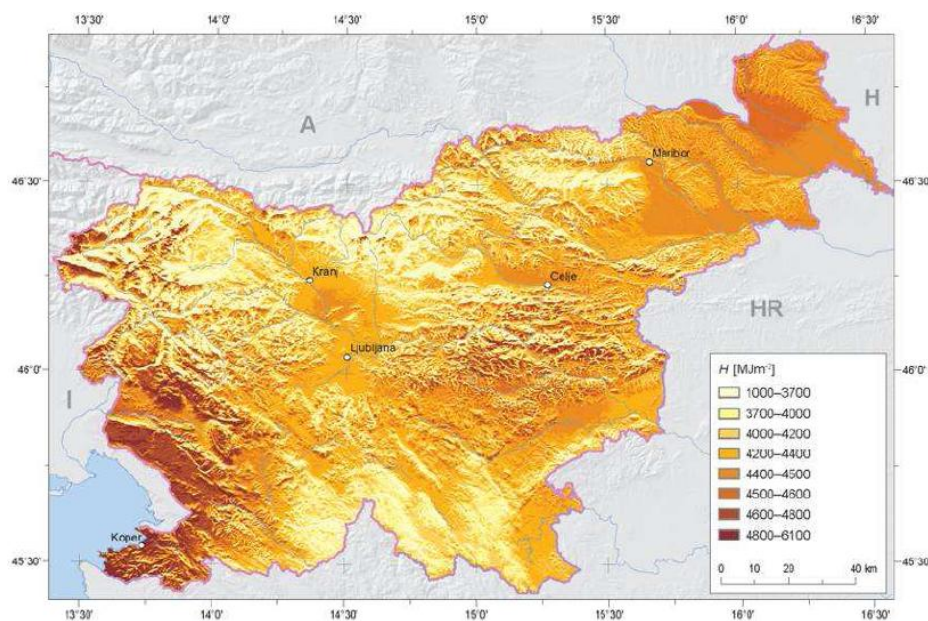 13°30' 14°0' 14°30' 15°0' 15°30' 16°0' 16°30'
A
H
Maribor
46°30'
46°30'
Kranj
Celje
HR
Ljubljana
46°0'
46°0'
I
H [MJm⁻²]
1000–3700
3700–4000
4000–4200
4200–4400
4400–4500
4500–4600
4600–4800
4800–6100
Koper
45°30'
45°30'
0 10 20 40 km
13°30' 14°0' 14°30' 15°0' 15°30' 16°0' 16°30'